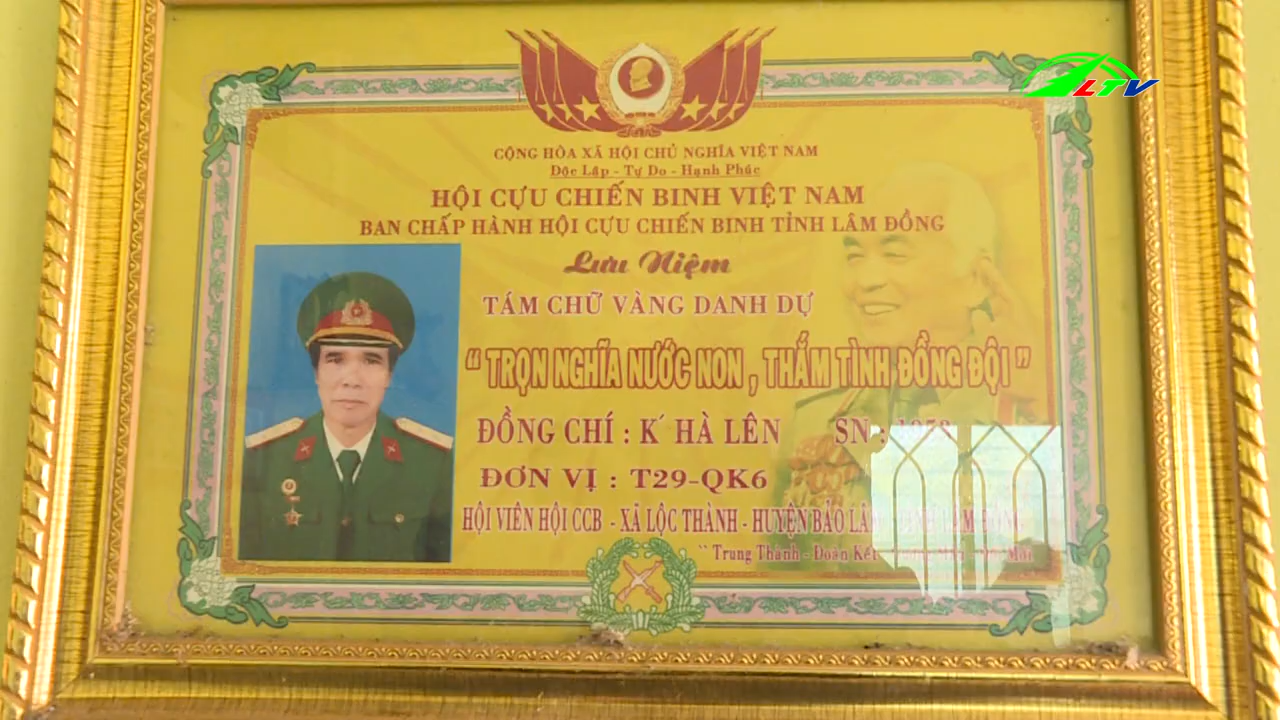 LTV
CỘNG HÒA XÃ HỘI CHỦ NGHĨA VIỆT NAM
Độc Lập - Tự Do - Hạnh Phúc
HỘI CỰU CHIẾN BINH VIỆT NAM
BAN CHẤP HÀNH HỘI CỰU CHIẾN BINH TỈNH LÂM ĐỒNG
Lưu Niệm
TÁM CHỮ VÀNG DANH DỰ
“ TRỌN NGHĨA NƯỚC NON , THẮM TÌNH ĐỒNG ĐỘI ”
ĐỒNG CHÍ : K´ HÀ LÊN SN :
ĐƠN VỊ : T29-QK6
HỘI VIÊN HỘI CCB - XÃ LỘC THÀNH - HUYỆN BẢO LÂM ĐỒNG
`` Trung Thành - Đoàn Kết Mới